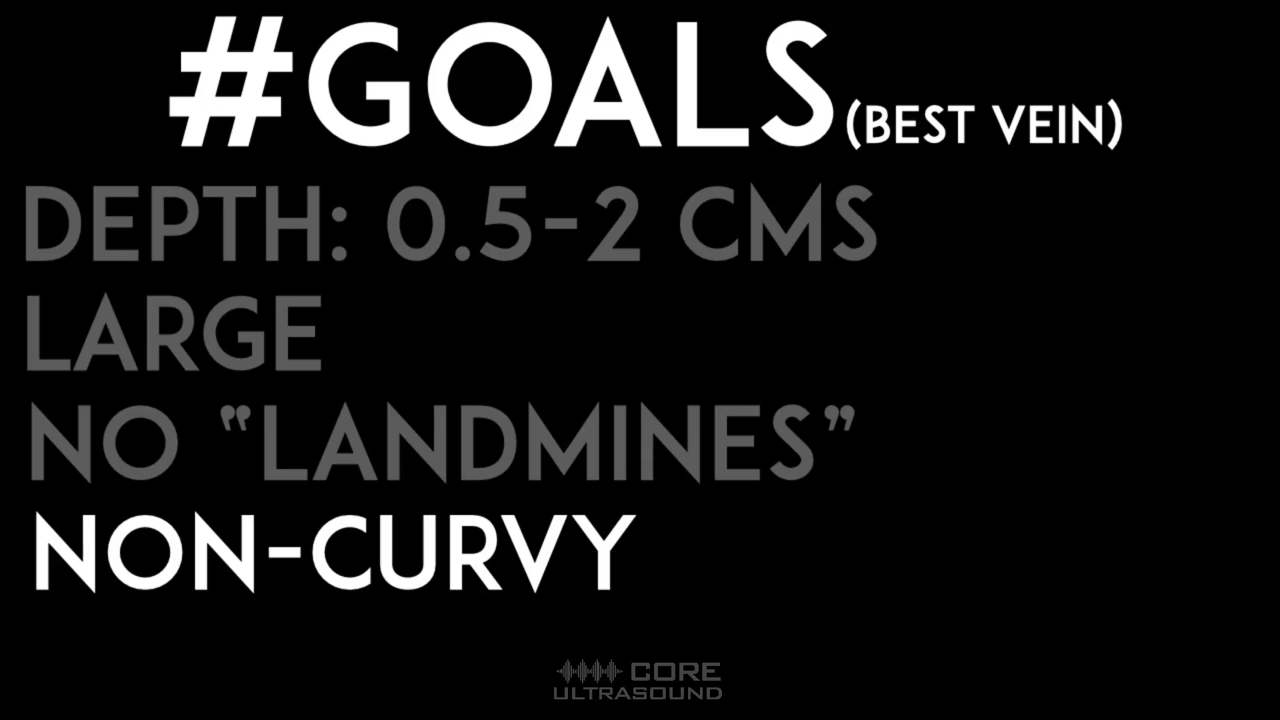 #GOALS (BEST VEIN)
DEPTH: 0.5-2 CMS
LARGE
NO "LANDMINES"
NON-CURVY
CORE
ULTRASOUND